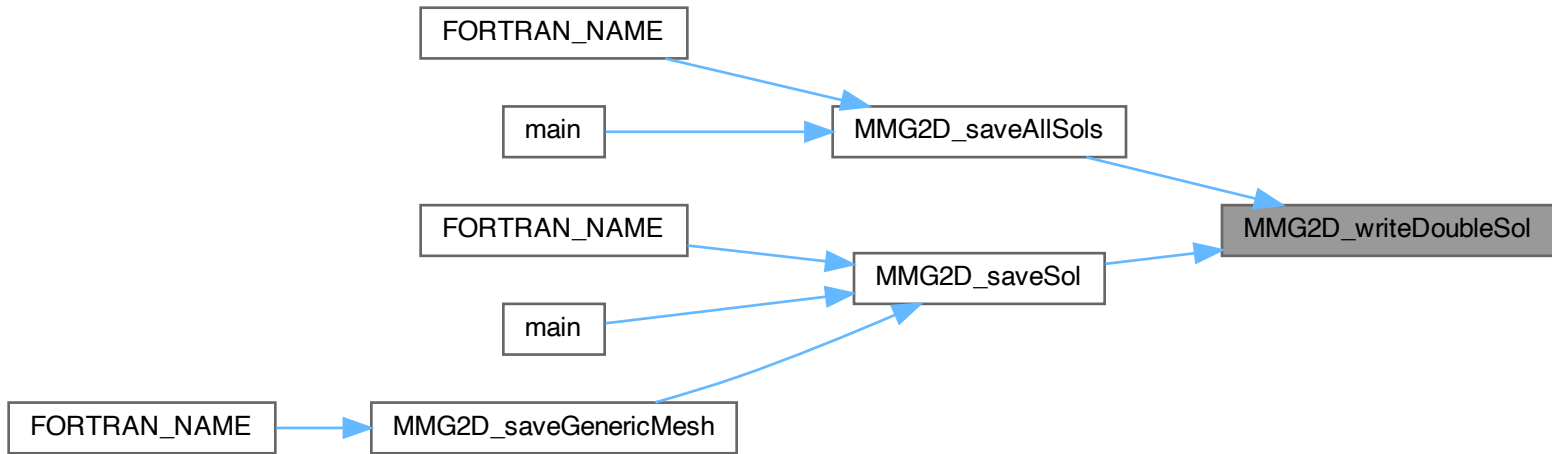 FORTRAN_NAME
main
MMG2D_saveAllSols
FORTRAN_NAME
MMG2D_writeDoubleSol
MMG2D_saveSol
main
FORTRAN_NAME
MMG2D_saveGenericMesh